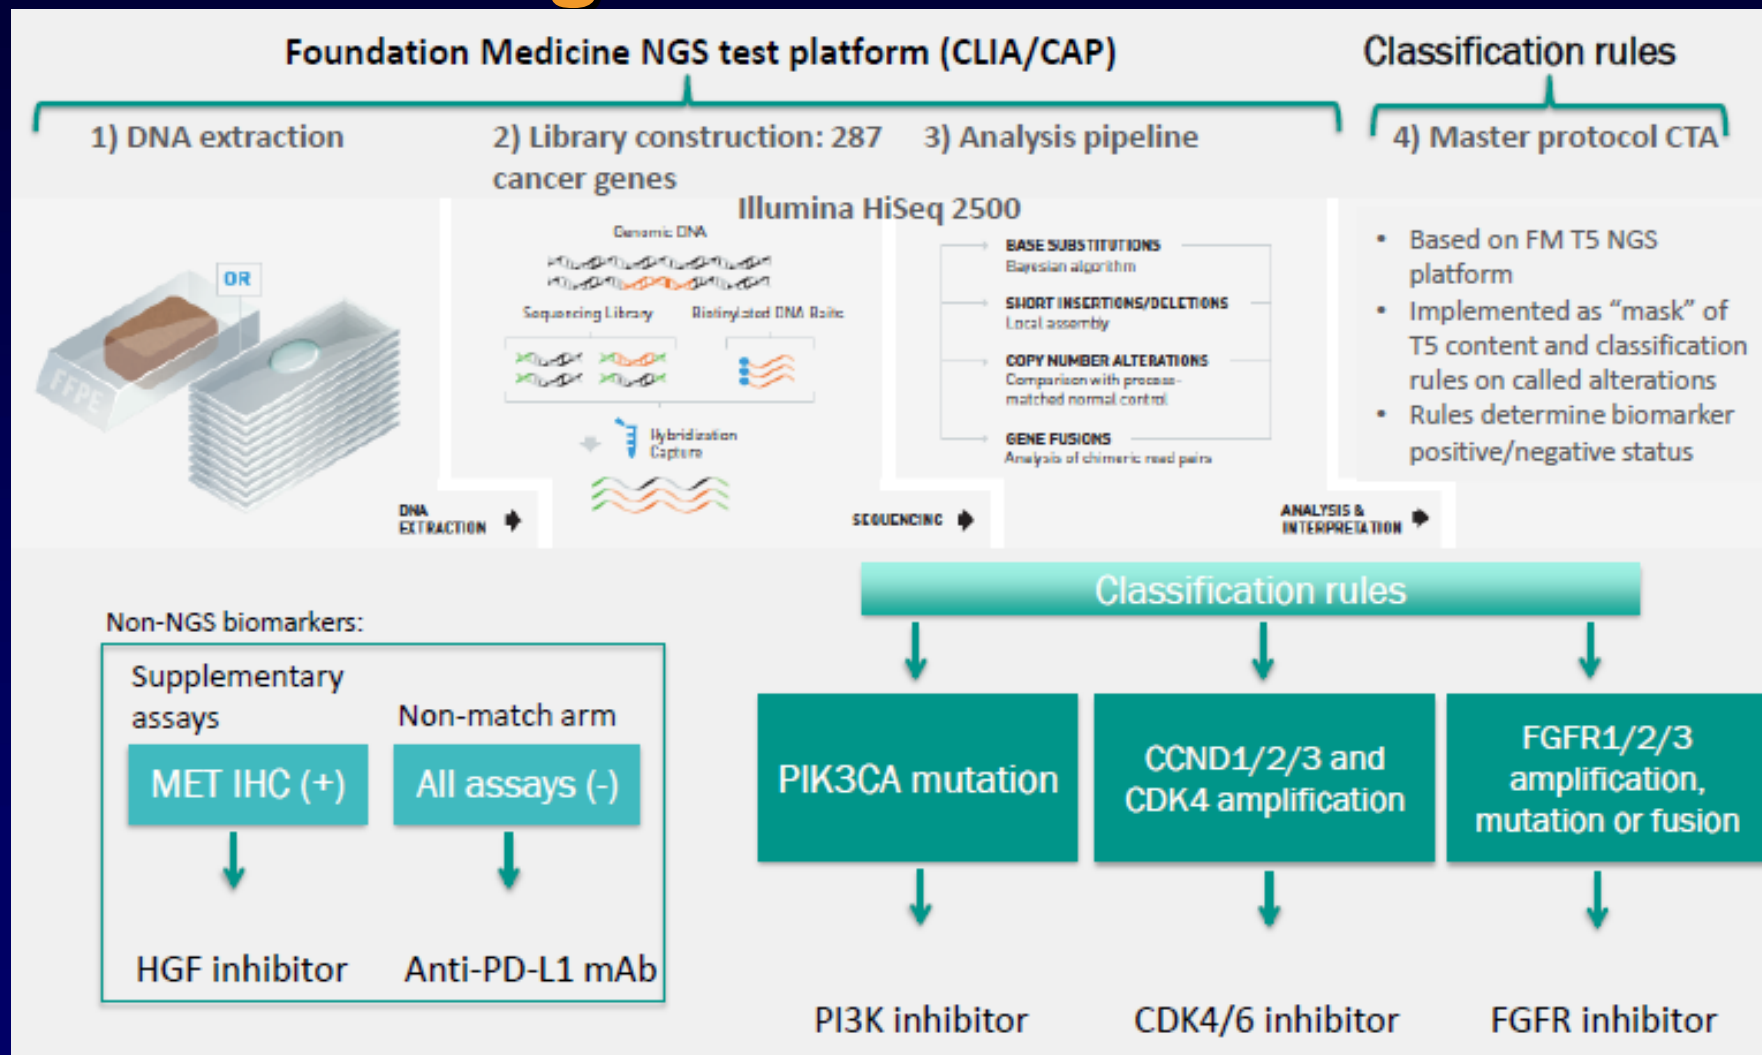 Foundation Medicine NGS test platform (CLIA/CAP)
Classification rules
1) DNA extraction
2) Library construction: 287
cancer genes
3) Analysis pipeline
4) Master protocol CTA
Illumina HiSeq 2500
OR
FFPE
Genomic DNA
Sequencing Library
Biotinylated DNA Baits
Hybridization
Capture
BASE SUBSTITUTIONS
Bayesian algorithm
SHORT INSERTIONS/DELETIONS
Local assembly
COPY NUMBER ALTERATIONS
Comparison with process-
matched normal control
GENE FUSIONS
Analysis of chimeric read pairs
• Based on FM T5 NGS
platform
• Implemented as “mask” of
T5 content and classification
rules on called alterations
• Rules determine biomarker
positive/negative status
DNA
EXTRACTION
SEQUENCING
ANALYSIS &
INTERPRETATION
Classification rules
Non-NGS biomarkers:
Supplementary
assays
Non-match arm
MET IHC (+)
All assays (-)
HGF inhibitor
Anti-PD-L1 mAb
PIK3CA mutation
CCND1/2/3 and
CDK4 amplification
FGFR1/2/3
amplification,
mutation or fusion
PI3K inhibitor
CDK4/6 inhibitor
FGFR inhibitor